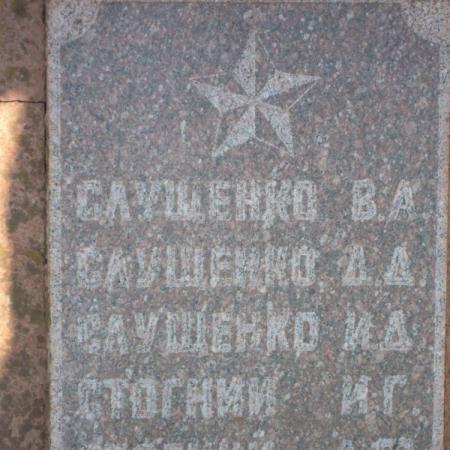 СЛУЩЕНКО В.А.
СЛУЩЕНКО Д.Д.
СЛУЩЕНКО И.Д.
СТОГНИЙ И.Г.